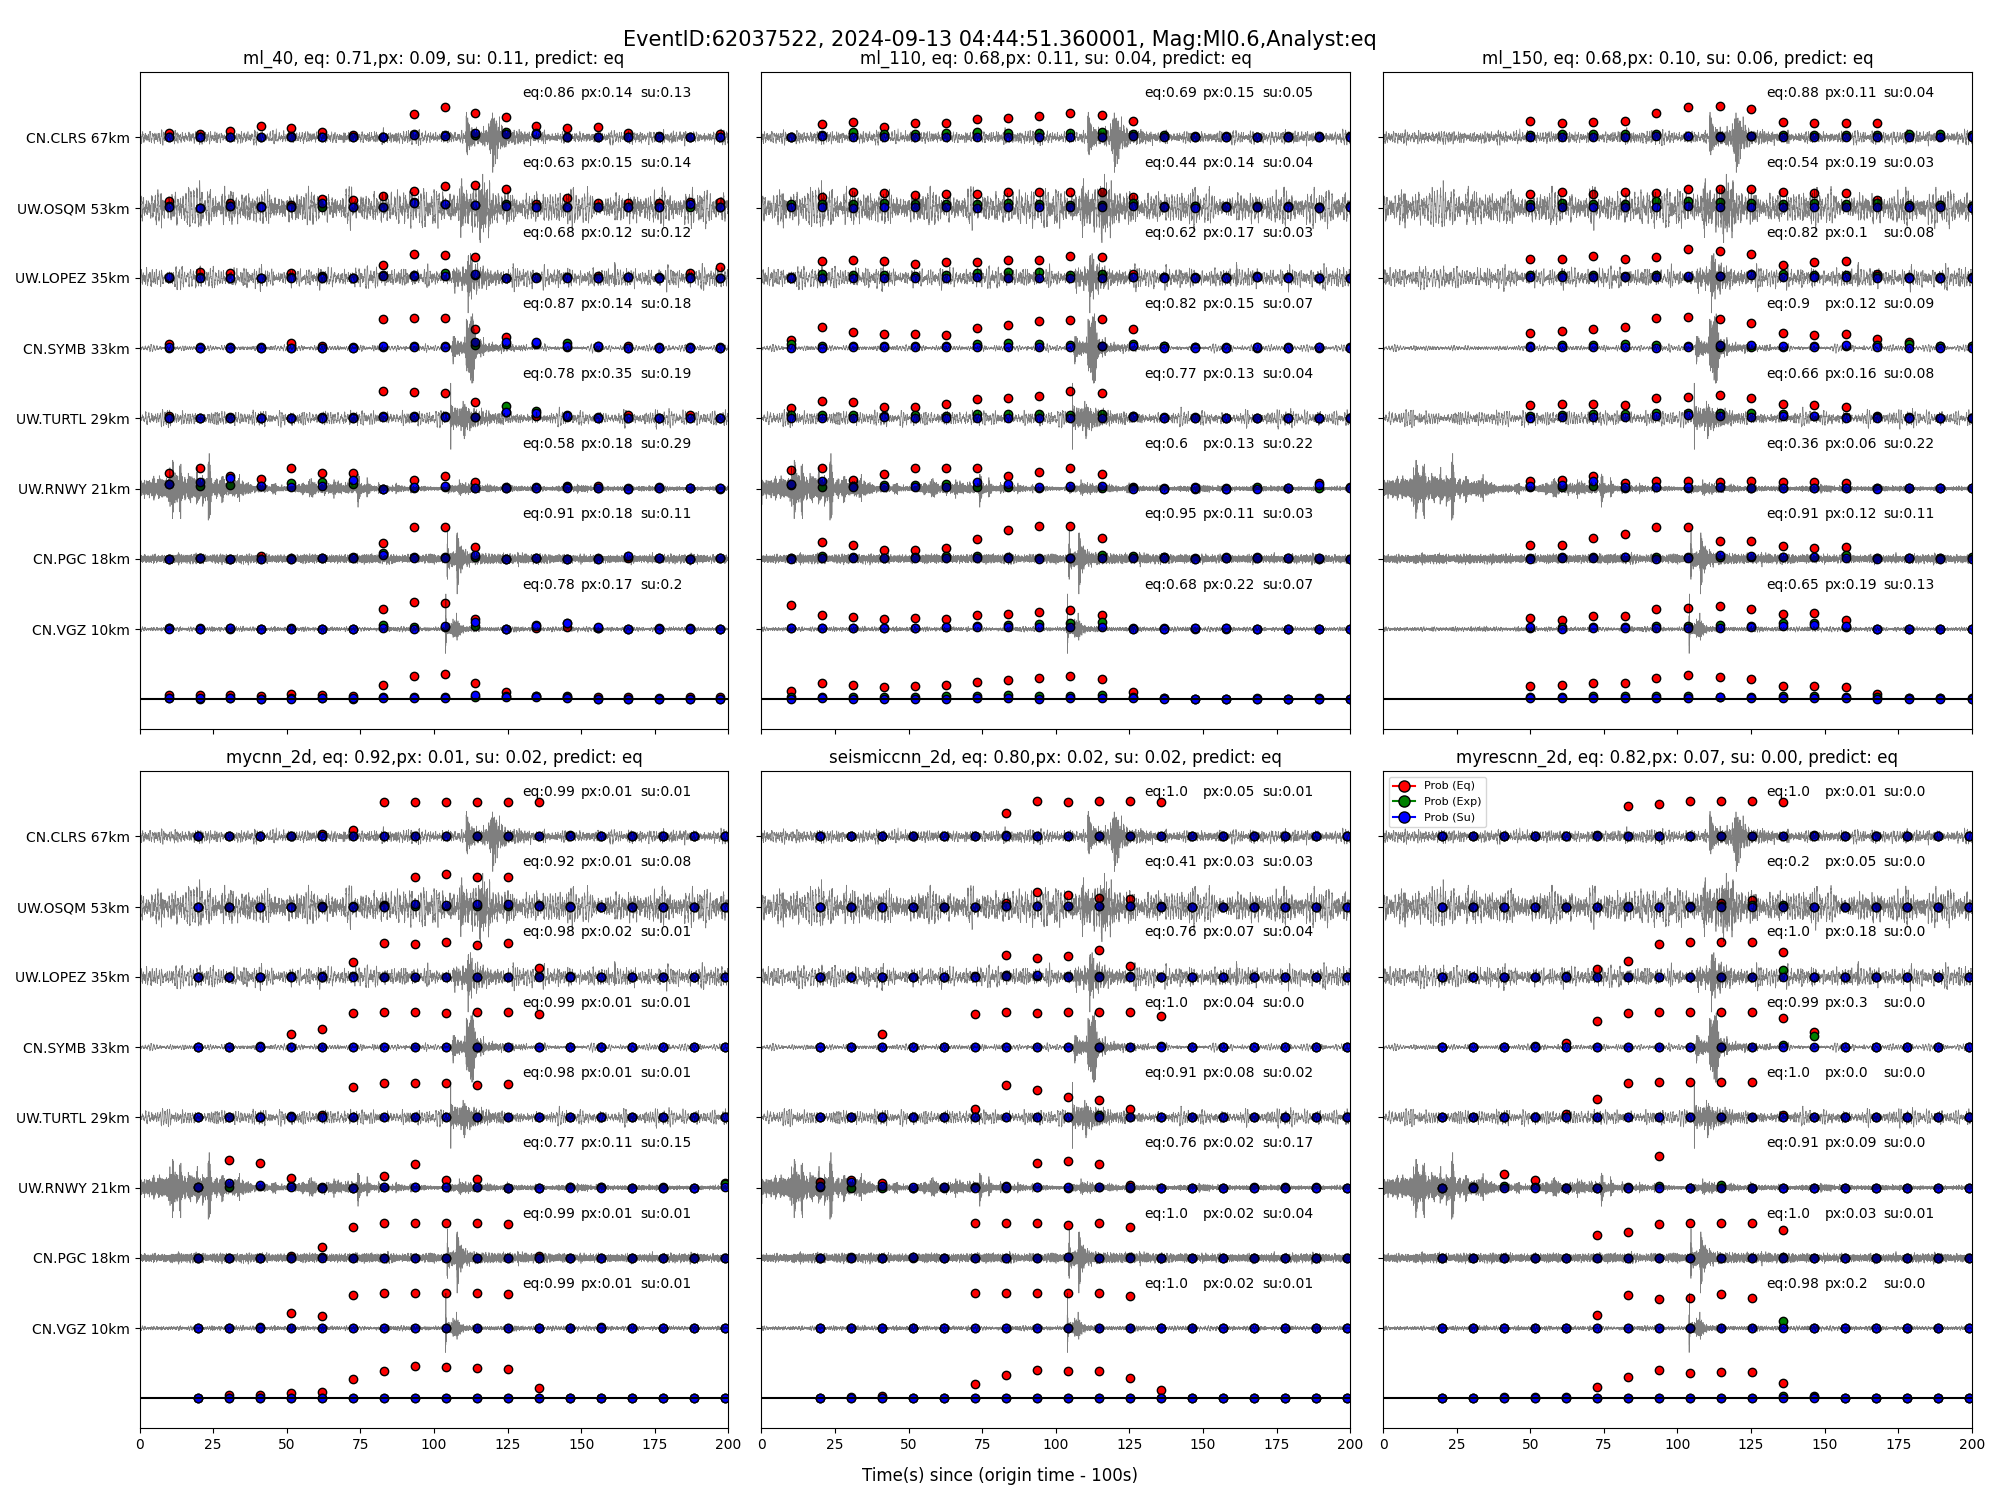 EventID:62037522, 2024-09-13 04:44:51.360001, Mag:Ml0.6,Analyst:eq
ml_40, eq: 0.71,px: 0.09, su: 0.11, predict: eq
CN.CLRS 67km
UW.OSQM 53km
UW.LOPEZ 35km
CN.SYMB 33km
UW.TURTL 29km
UW.RNWY 21km
CN.PGC 18km
CN.VGZ 10km
eq:0.86 px:0.14 su:0.13
eq:0.63 px:0.15 su:0.14
eq:0.68 px:0.12 su:0.12
eq:0.87 px:0.14 su:0.18
eq:0.78 px:0.35 su:0.19
eq:0.58 px:0.18 su:0.29
eq:0.91 px:0.18 su:0.11
eq:0.78 px:0.17 su:0.2
ml_110, eq: 0.68,px: 0.11, su: 0.04, predict: eq
eq:0.69 px:0.15 su:0.05
eq:0.44 px:0.14 su:0.04
eq:0.62 px:0.17 su:0.03
eq:0.82 px:0.15 su:0.07
eq:0.77 px:0.13 su:0.04
eq:0.6 px:0.13 su:0.22
eq:0.95 px:0.11 su:0.03
eq:0.68 px:0.22 su:0.07
ml_150, eq: 0.68,px: 0.10, su: 0.06, predict: eq
eq:0.88 px:0.11 su:0.04
eq:0.54 px:0.19 su:0.03
eq:0.82 px:0.1 su:0.08
eq:0.9 px:0.12 su:0.09
eq:0.66 px:0.16 su:0.08
eq:0.36 px:0.06 su:0.22
eq:0.91 px:0.12 su:0.11
eq:0.65 px:0.19 su:0.13
mycnn_2d, eq: 0.92,px: 0.01, su: 0.02, predict: eq
CN.CLRS 67km
UW.OSQM 53km
UW.LOPEZ 35km
CN.SYMB 33km
UW.TURTL 29km
UW.RNWY 21km
CN.PGC 18km
CN.VGZ 10km
eq:0.99 px:0.01 su:0.01
eq:0.92 px:0.01 su:0.08
eq:0.98 px:0.02 su:0.01
eq:0.99 px:0.01 su:0.01
eq:0.98 px:0.01 su:0.01
eq:0.77 px:0.11 su:0.15
eq:0.99 px:0.01 su:0.01
eq:0.99 px:0.01 su:0.01
0 25 50 75 100 125 150 175 200
seismiccnn_2d, eq: 0.80,px: 0.02, su: 0.02, predict: eq
eq:1.0 px:0.05 su:0.01
eq:0.41 px:0.03 su:0.03
eq:0.76 px:0.07 su:0.04
eq:1.0 px:0.04 su:0.0
eq:0.91 px:0.08 su:0.02
eq:0.76 px:0.02 su:0.17
eq:1.0 px:0.02 su:0.04
eq:1.0 px:0.02 su:0.01
0 25 50 75 100 125 150 175 200
myrescnn_2d, eq: 0.82,px: 0.07, su: 0.00, predict: eq
Prob (Eq)
Prob (Exp)
Prob (Su)
eq:1.0 px:0.01 su:0.0
eq:0.2 px:0.05 su:0.0
eq:1.0 px:0.18 su:0.0
eq:0.99 px:0.3 su:0.0
eq:1.0 px:0.0 su:0.0
eq:0.91 px:0.09 su:0.0
eq:1.0 px:0.03 su:0.01
eq:0.98 px:0.2 su:0.0
0 25 50 75 100 125 150 175 200
Time(s) since (origin time - 100s)